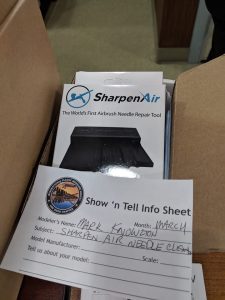 SharpenAir
The World's First Airbrush Needle Repair Tool
Show 'n Tell Info Sheet
Modeler's Name: MARK KNOWDEN Month: MARCH
Subject: SHARPEN AIR NEEDLE
Model Manufacturer: Scale:
Tell us about your model: